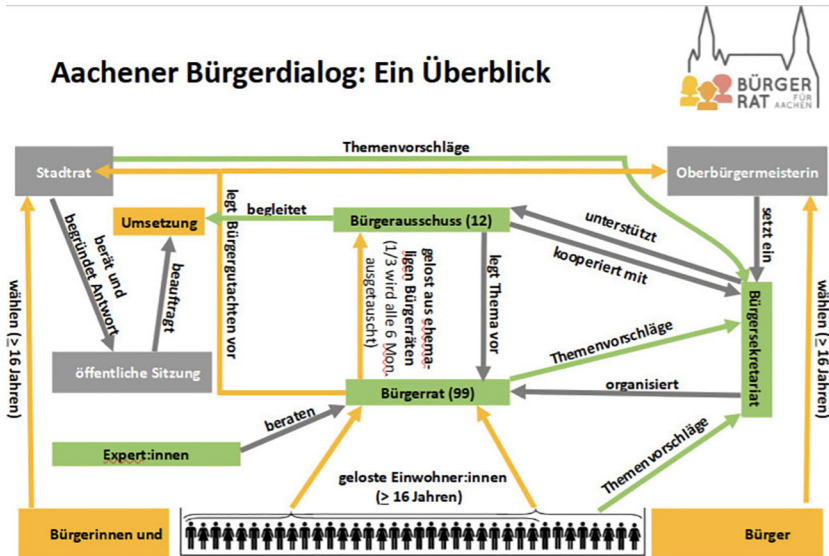 Aachener Bürgerdialog: Ein Überblick
BÜRGER
RAT FÜR
AACHEN
Themenvorschläge
Stadtrat
Oberbürgermeisterin
Umsetzung
begleitet
Bürgerausschuss (12)
unterstützt
kooperiert mit
setzt ein
berät und
begründet Antwort
beauftragt
legt Bürgergutachten vor
gelost aus ehema-
ligen Bürgerräten
(1/3 wird alle 6 Mon.
ausgetauscht)
legt Thema vor
wählen (≥ 16 Jahren)
wählen (≥ 16 Jahren)
Themenvorschläge
Bürgersekretariat
öffentliche Sitzung
Bürgerrat (99)
organisiert
beraten
Expert:innen
Themenvorschläge
geloste Einwohner:innen
(≥ 16 Jahren)
Bürgerinnen und
Bürger